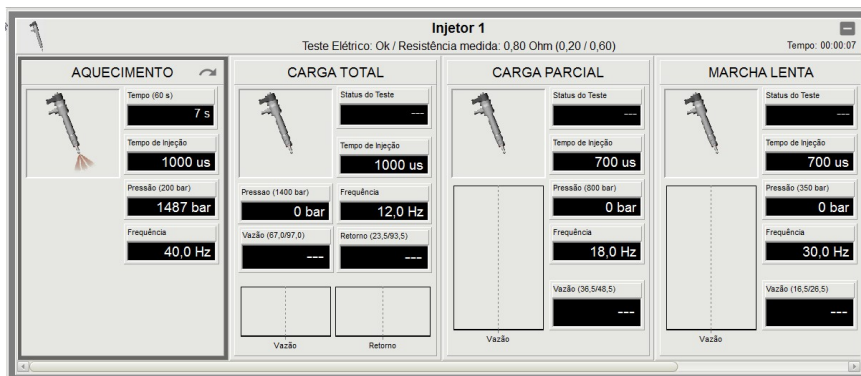 Injetor 1
Teste Elétrico: Ok / Resistência medida: 0,80 Ohm (0,20 / 0,60)
Tempo: 00:00:07
AQUECIMENTO
Tempo (60 s)
7 s
Tempo de Injeção
1000 us
Pressão (200 bar)
1487 bar
Frequência
40,0 Hz
CARGA TOTAL
Status do Teste
---
Tempo de Injeção
1000 us
Pressao (1400 bar)
0 bar
Frequência
12,0 Hz
Vazão (67,0/97,0)
---
Retorno (23,5/93,5)
---
Vazão
Retorno
CARGA PARCIAL
Status do Teste
---
Tempo de Injeção
700 us
Pressão (800 bar)
0 bar
Frequência
18,0 Hz
Vazão (36,5/48,5)
---
Vazão
MARCHA LENTA
Status do Teste
---
Tempo de Injeção
700 us
Pressão (350 bar)
0 bar
Frequência
30,0 Hz
Vazão (16,5/26,5)
---
Vazão